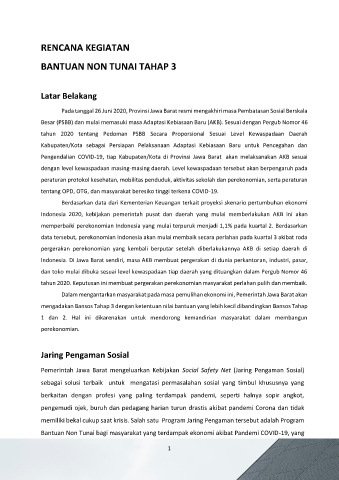 RENCANA KEGIATAN
BANTUAN NON TUNAI TAHAP 3
Latar Belakang
Pada tanggal 26 Juni 2020, Provinsi Jawa Barat resmi mengakhiri masa Pembatasan Sosial Berskala
Besar (PSBB) dan mulai memasuki masa Adaptasi Kebiasaan Baru (AKB). Sesuai dengan Pergub Nomor 46
tahun 2020 tentang Pedoman PSBB Secara Proporsional Sesuai Level Kewaspadaan Daerah
Kabupaten/Kota sebagai Persiapan Pelaksanaan Adaptasi Kebiasaan Baru untuk Pencegahan dan
Pengendalian COVID-19, tiap Kabupaten/Kota di Provinsi Jawa Barat akan melaksanakan AKB sesuai
dengan level kewaspadaan masing-masing daerah. Level kewaspadaan tersebut akan berpengaruh pada
peraturan protokol kesehatan, mobilitas penduduk, aktivitas sekolah dan perekonomian, serta peraturan
tentang OPD, OTG, dan masyarakat beresiko tinggi terkena COVID-19.
Berdasarkan data dari Kementerian Keuangan terkait proyeksi skenario pertumbuhan ekonomi
Indonesia 2020, kebijakan pemerintah pusat dan daerah yang mulai memberlakukan AKB ini akan
memperbaiki perekonomian Indonesia yang mulai terpuruk menjadi 1,1% pada kuartal 2. Berdasarkan
data tersebut, perekonomian Indonesia akan mulai membaik secara perlahan pada kuartal 3 akibat roda
pergerakan perekonomian yang kembali berputar setelah diberlakukannya AKB di setiap daerah di
Indonesia. Di Jawa Barat sendiri, masa AKB membuat pergerakan di dunia perkantoran, industri, pasar,
dan toko mulai dibuka sesuai level kewaspadaan tiap daerah yang dituangkan dalam Pergub Nomor 46
tahun 2020. Keputusan ini membuat pergerakan perekonomian masyarakat perlahan pulih dan membaik.
Dalam mengantarkan masyarakat pada masa pemulihan ekonomi ini, Pemerintah Jawa Barat akan
mengadakan Bansos Tahap 3 dengan ketentuan nilai bantuan yang lebih kecil dibandingkan Bansos Tahap
1 dan 2. Hal ini dikarenakan untuk mendorong kemandirian masyarakat dalam membangun
perekonomian.
Jaring Pengaman Sosial
Pemerintah Jawa Barat mengeluarkan Kebijakan Social Safety Net (Jaring Pengaman Sosial)
sebagai solusi terbaik untuk mengatasi permasalahan sosial yang timbul khususnya yang
berkaitan dengan profesi yang paling terdampak pandemi, seperti halnya sopir angkot,
pengemudi ojek, buruh dan pedagang harian turun drastis akibat pandemi Corona dan tidak
memiliki bekal cukup saat krisis. Salah satu Program Jaring Pengaman tersebut adalah Program
Bantuan Non Tunai bagi masyarakat yang terdampak ekonomi akibat Pandemi COVID-19, yang
1